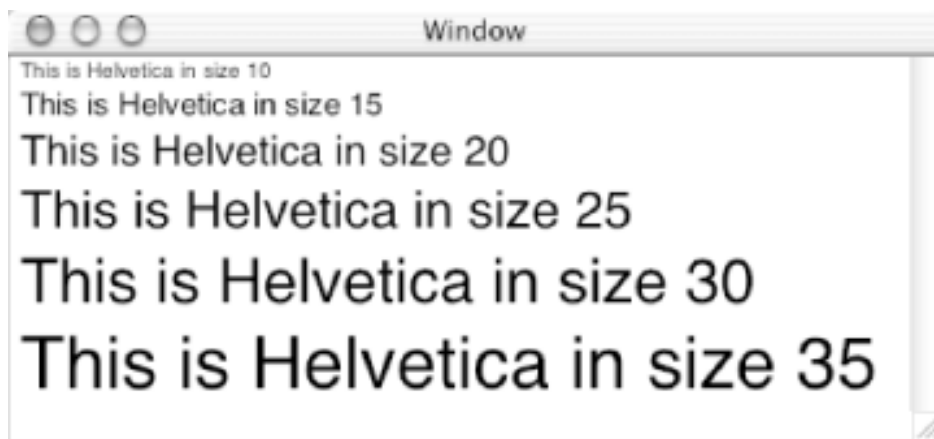 Window
This is Helvetica in size 10
This is Helvetica in size 15
This is Helvetica in size 20
This is Helvetica in size 25
This is Helvetica in size 30
This is Helvetica in size 35